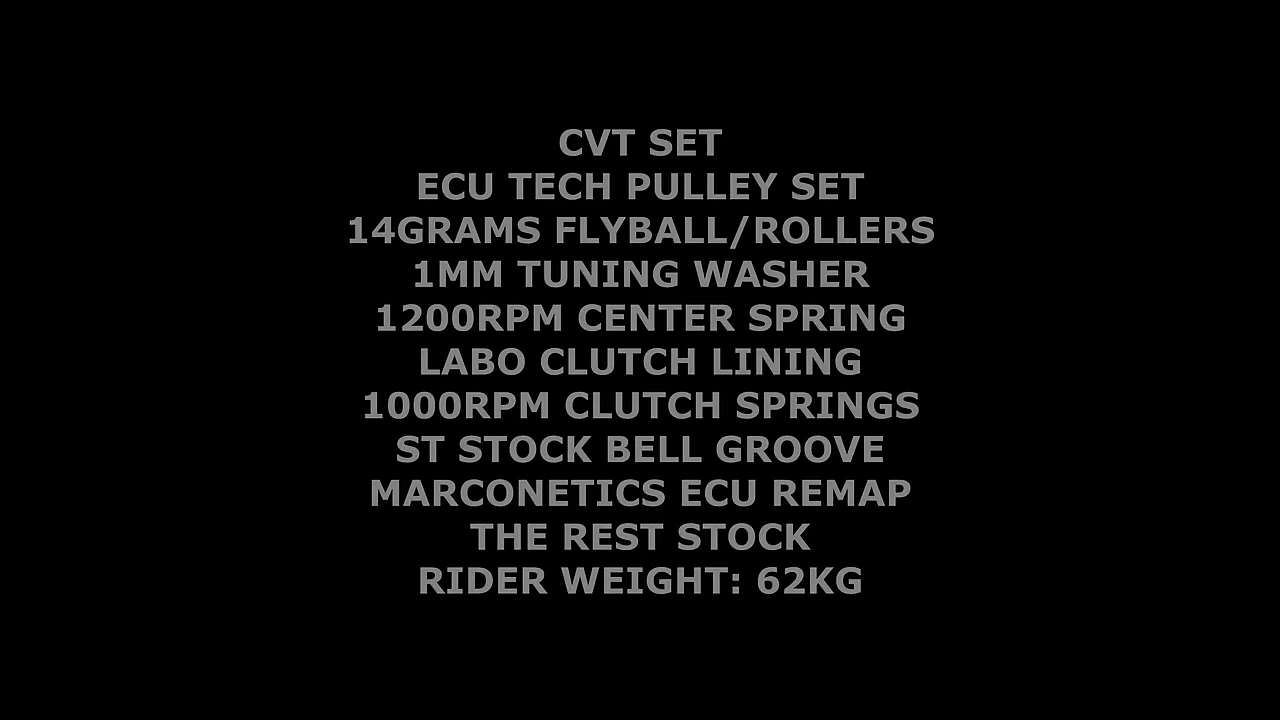 CVT SET
ECU TECH PULLEY SET
14GRAMS FLYBALL/ROLLERS
1MM TUNING WASHER
1200RPM CENTER SPRING
LABO CLUTCH LINING
1000RPM CLUTCH SPRINGS
ST STOCK BELL GROOVE
MARCONETICS ECU REMAP
THE REST STOCK
RIDER WEIGHT: 62KG